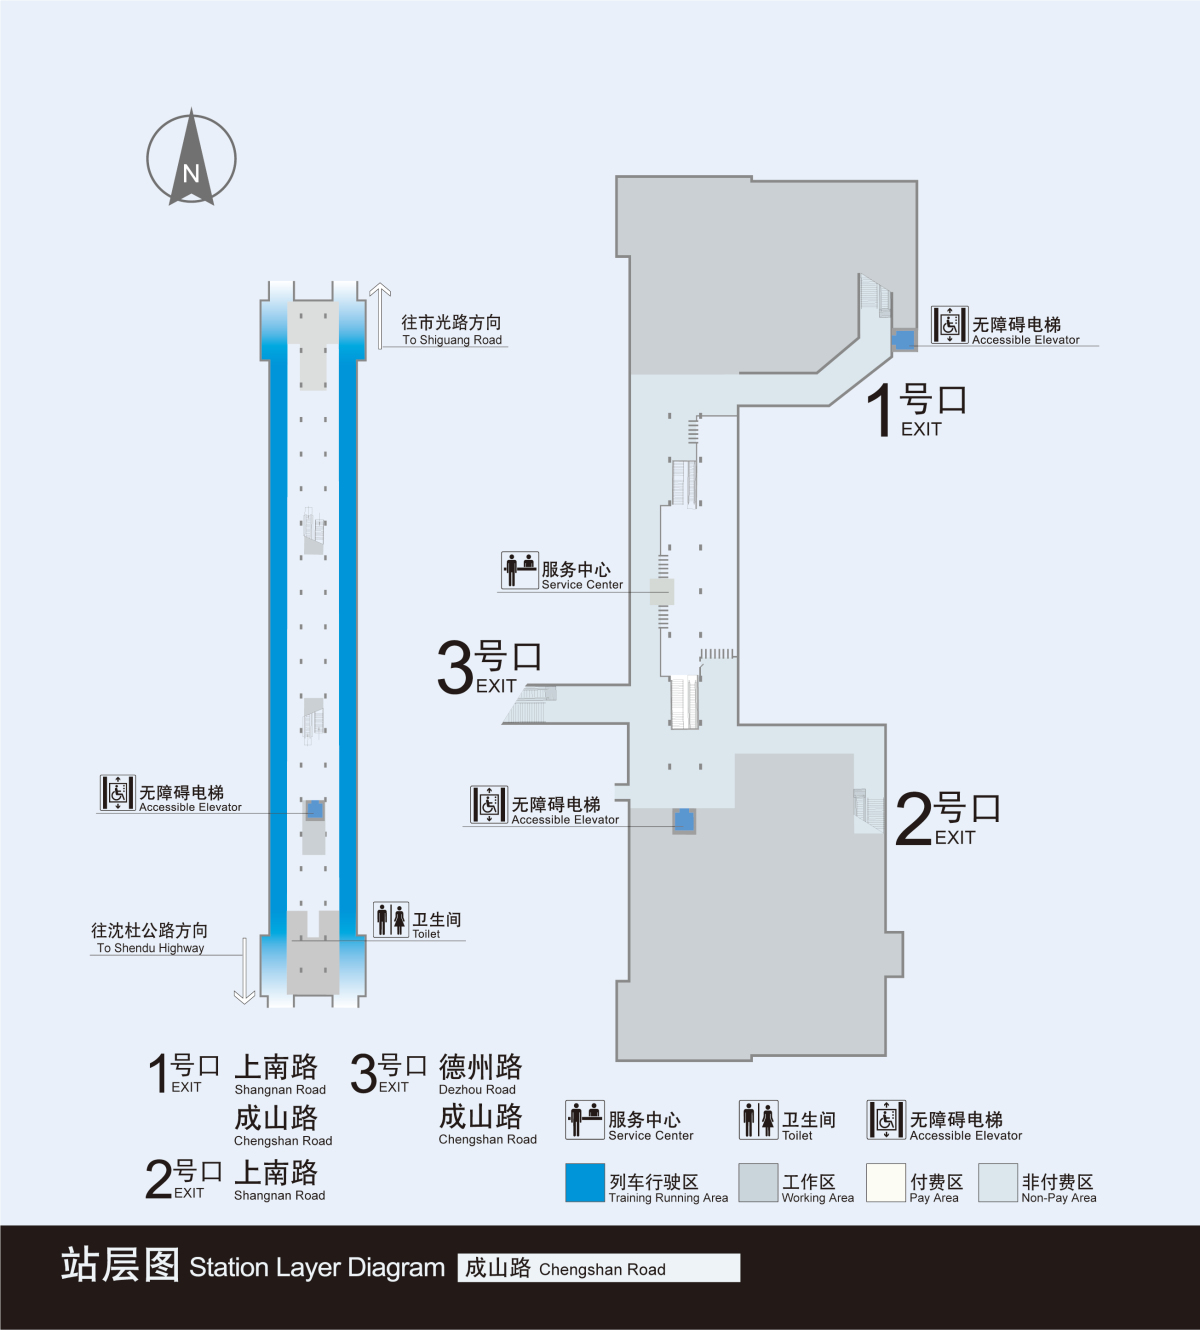 N
往市光路方向
To Shiguang Road
无障碍电梯
Accessible Elevator
1号口
EXIT
服务中心
Service Center
3号口
EXIT
无障碍电梯
Accessible Elevator
无障碍电梯
Accessible Elevator
2号口
EXIT
往沈杜公路方向
To Shendu Highway
卫生间
Toilet
1号口
EXIT
上南路
Shangnan Road
成山路
Chengshan Road
3号口
EXIT
德州路
Dezhou Road
成山路
Chengshan Road
2号口
EXIT
上南路
Shangnan Road
服务中心
Service Center
卫生间
Toilet
无障碍电梯
Accessible Elevator
列车行驶区
Training Running Area
工作区
Working Area
付费区
Pay Area
非付费区
Non-Pay Area
站层图 Station Layer Diagram 成山路 Chengshan Road